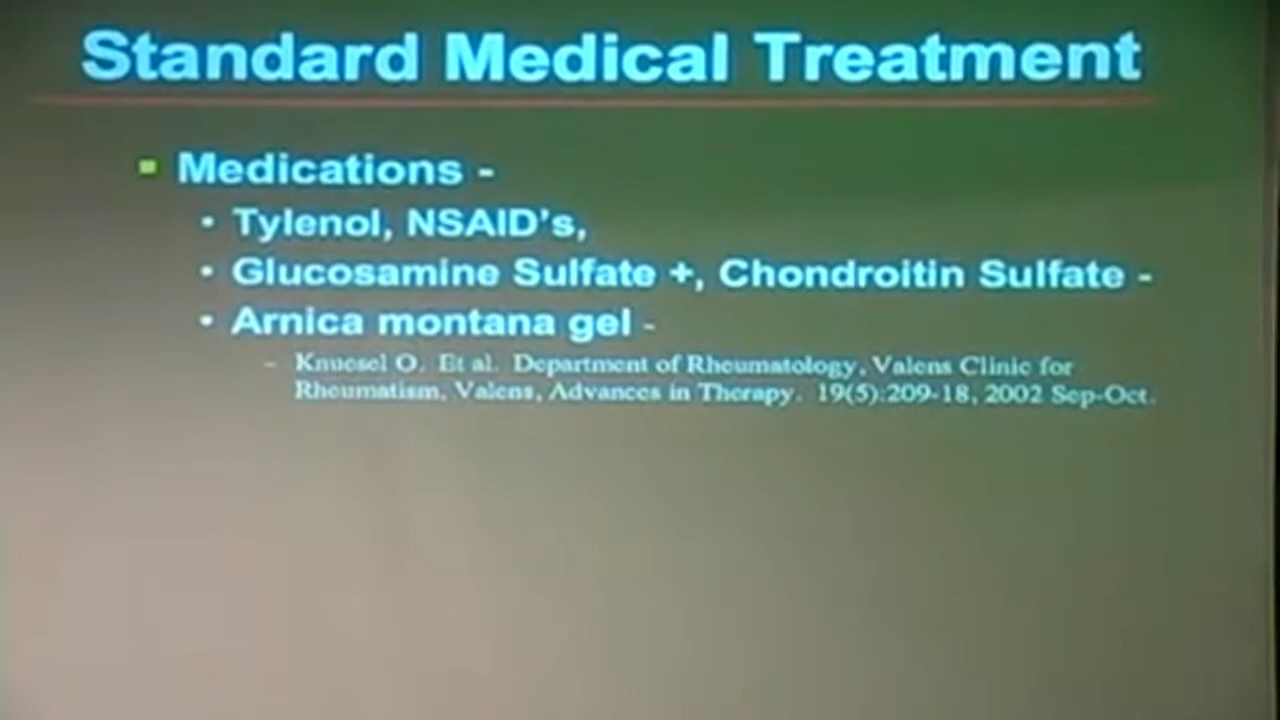 Standard Medical Treatment
▪ Medications -
• Tylenol, NSAID's,
• Glucosamine Sulfate +, Chondroitin Sulfate -
• Arnica montana gel -
– Knuesel O. Et al. Department of Rheumatology, Valens Clinic for
Rheumatism, Valens, Advances in Therapy. 19(5):209-18, 2002 Sep-Oct.